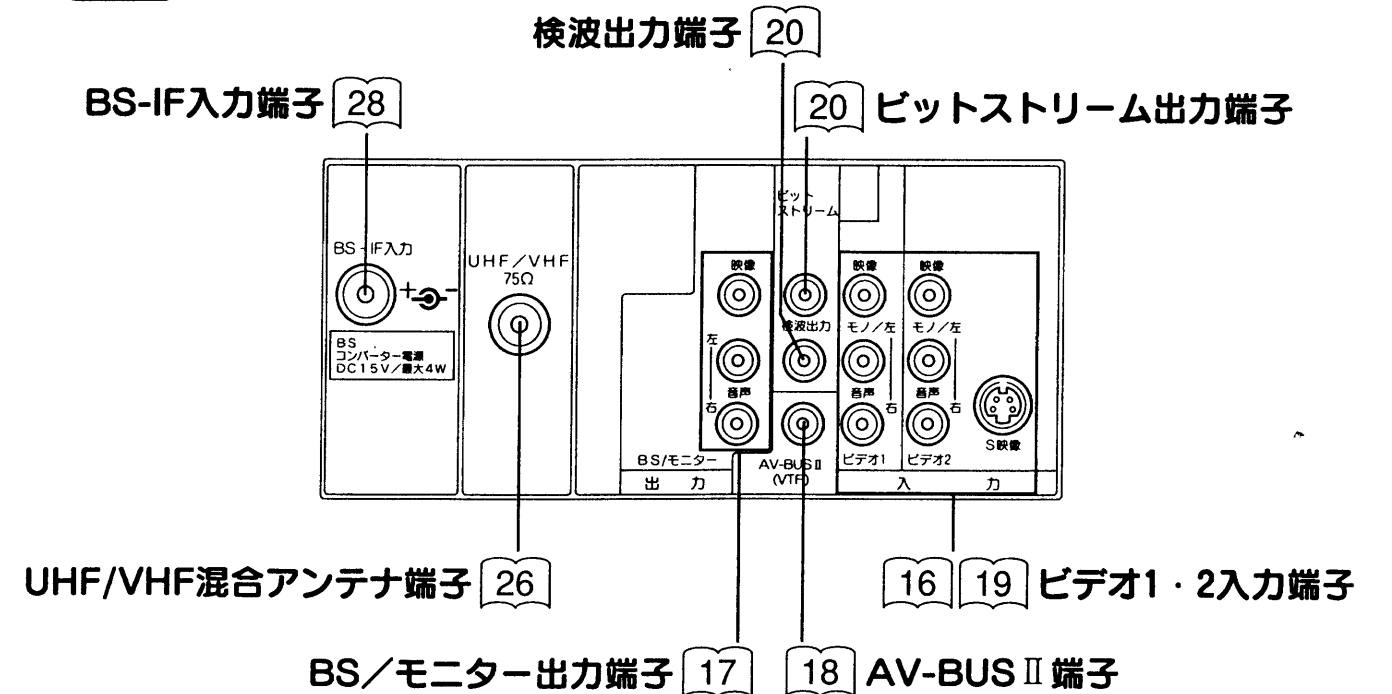 検波出力端子 20
BS-IF入力端子 28
20 ビットストリーム出力端子
ビット
ストリーム
BS-IF入力
+ -
UHF/VHF
75Ω
BS
コンバーター電源
DC15V/最大4W
映像
映像
映像
検波出力
モノ/左
モノ/左
左
音声
右
音声
右
音声
右
S映像
BS/モニター
AV-BUSⅡ
(VTF)
ビデオ1
ビデオ2
出力
入力
UHF/VHF混合アンテナ端子 26
16 19 ビデオ1・2入力端子
BS/モニター出力端子 17
18 AV-BUSⅡ端子